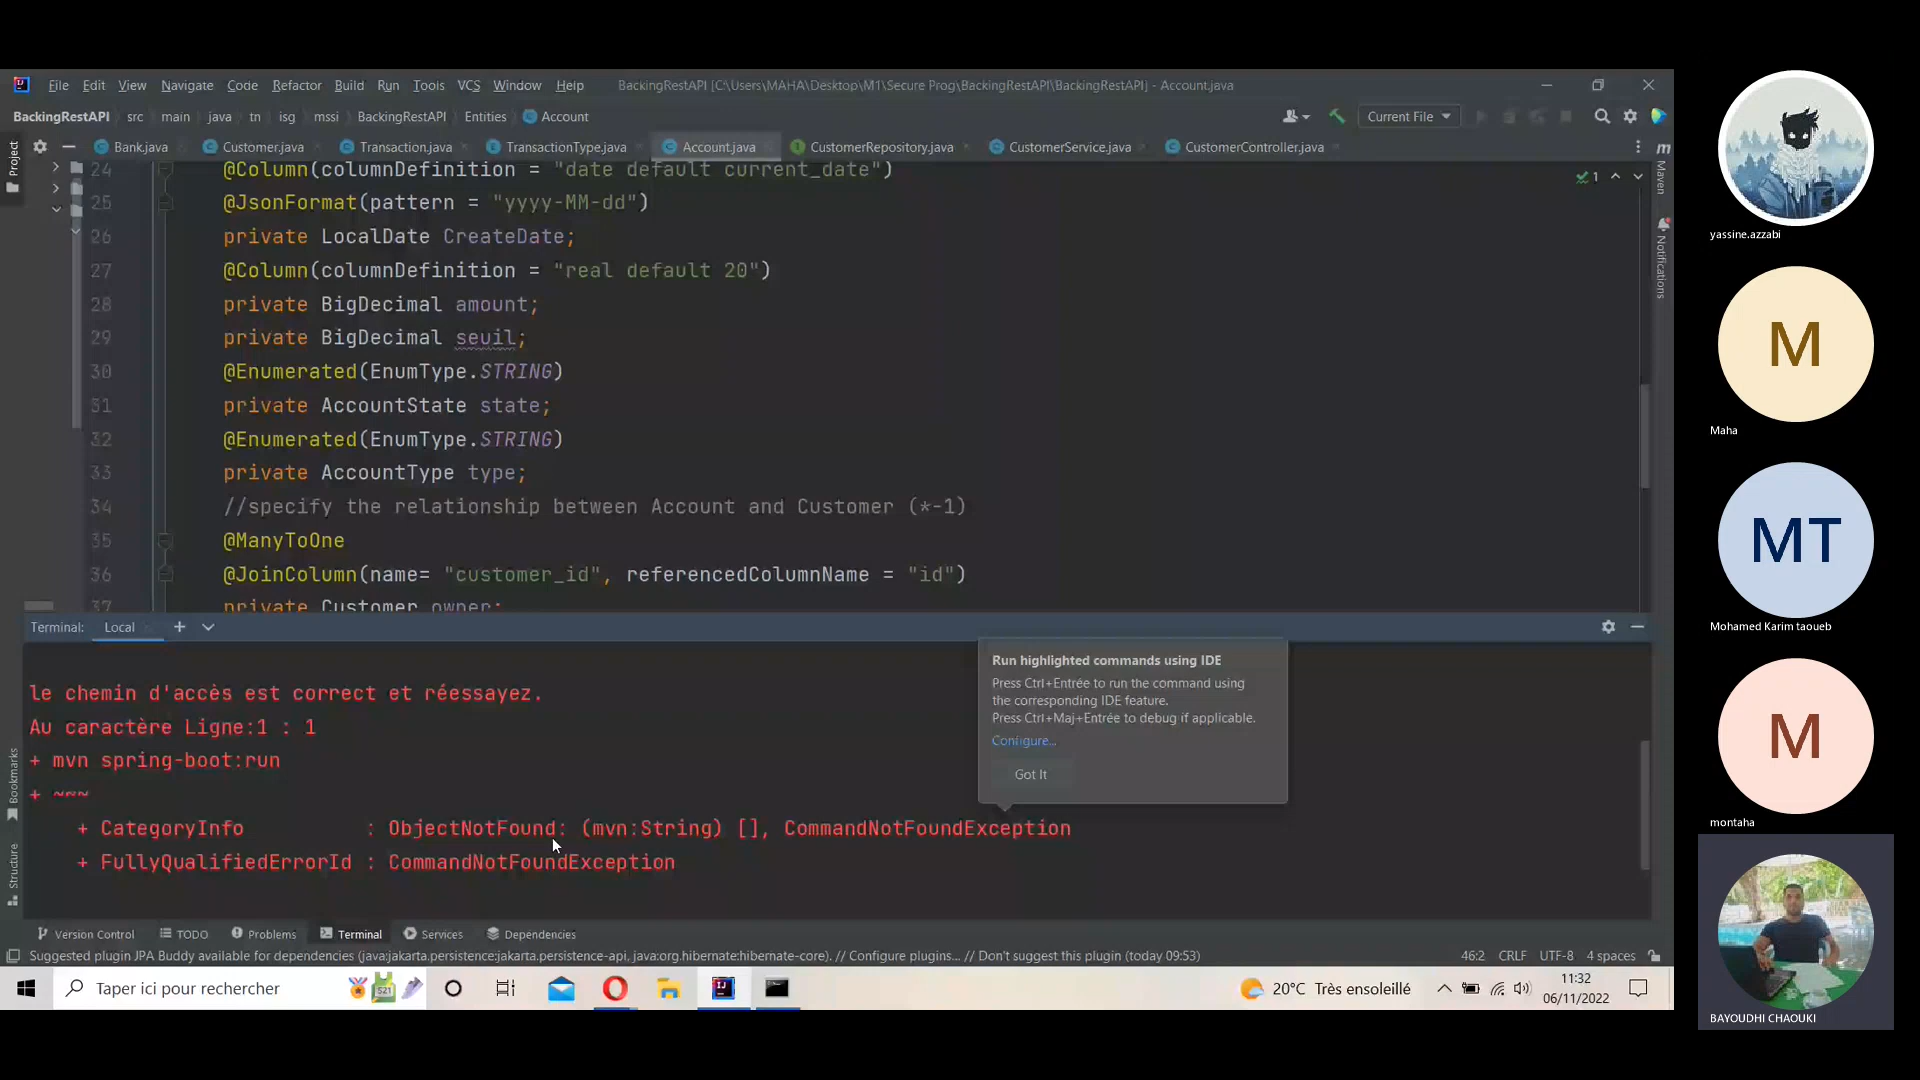 File Edit View Navigate Code Refactor Build Run Tools VCS Window Help BackingRestAPI [C:\Users\MAHA\Desktop\M1\Secure Prog\BackingRestAPI\BackingRestAPI] - Account.java
BackingRestAPI src main java tn isg mssi BackingRestAPI Entities Account Current File
Project
Bank.java Customer.java Transaction.java TransactionType.java Account.java CustomerRepository.java CustomerService.java CustomerController.java
Maven
Notifications
1
24 @Column(columnDefinition = "date default current_date")
25 @JsonFormat(pattern = "yyyy-MM-dd")
26 private LocalDate CreateDate;
27 @Column(columnDefinition = "real default 20")
28 private BigDecimal amount;
29 private BigDecimal seuil;
30 @Enumerated(EnumType.STRING)
31 private AccountState state;
32 @Enumerated(EnumType.STRING)
33 private AccountType type;
34 //specify the relationship between Account and Customer (*-1)
35 @ManyToOne
36 @JoinColumn(name= "customer_id", referencedColumnName = "id")
37 private Customer owner;
Terminal: Local
le chemin d'accès est correct et réessayez.
Au caractère Ligne:1 : 1
+ mvn spring-boot:run
+ ~~~
+ CategoryInfo : ObjectNotFound: (mvn:String) [], CommandNotFoundException
+ FullyQualifiedErrorId : CommandNotFoundException
Run highlighted commands using IDE
Press Ctrl+Entrée to run the command using
the corresponding IDE feature.
Press Ctrl+Maj+Entrée to debug if applicable.
Configure...
Got It
Bookmarks
Structure
Version Control TODO Problems Terminal Services Dependencies
Suggested plugin JPA Buddy available for dependencies (java:jakarta.persistence:jakarta.persistence-api, java:org.hibernate:hibernate-core). // Configure plugins... // Don't suggest this plugin (today 09:53) 46:2 CRLF UTF-8 4 spaces
Taper ici pour rechercher
20°C Très ensoleillé
11:32
06/11/2022
yassine.azzabi
M
Maha
MT
Mohamed Karim taoueb
M
montaha
BAYOUDHI CHAOUKI